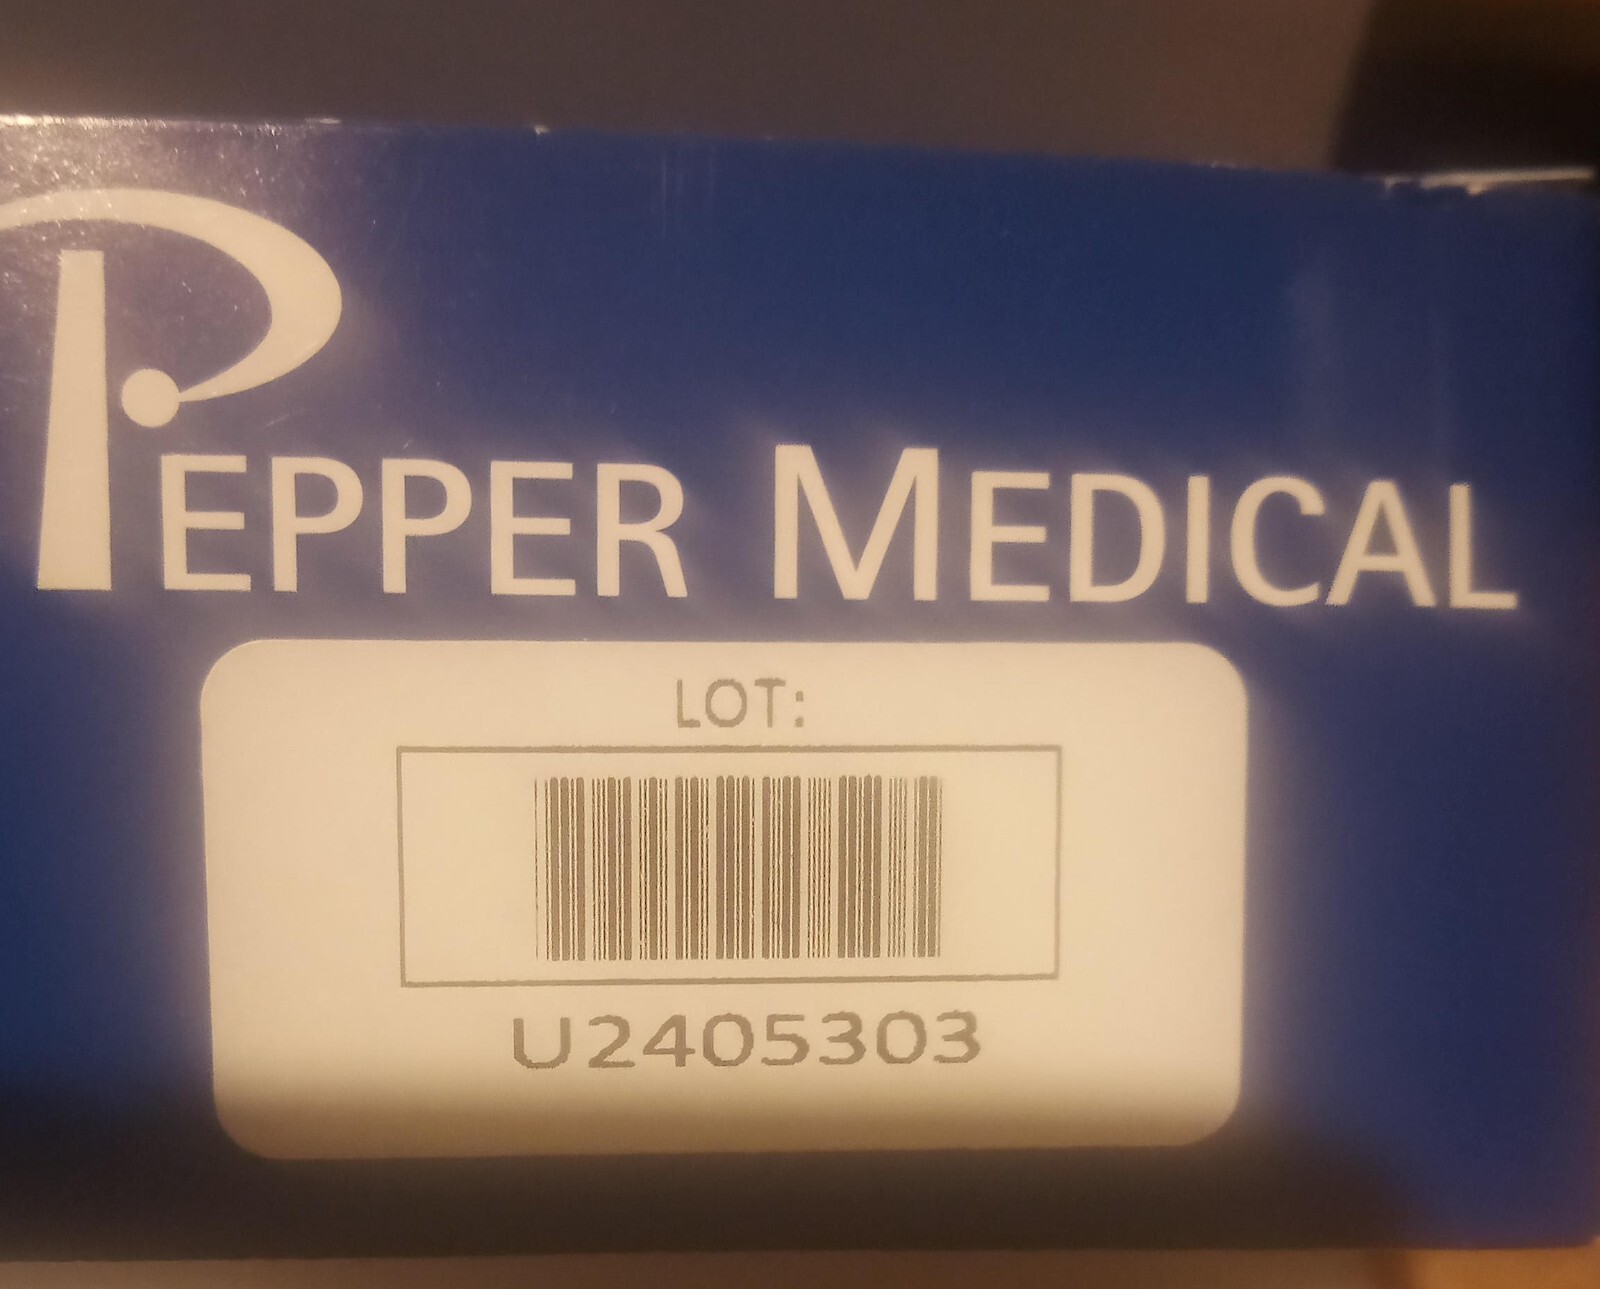 PEPPER MEDICAL
LOT:
U2405303